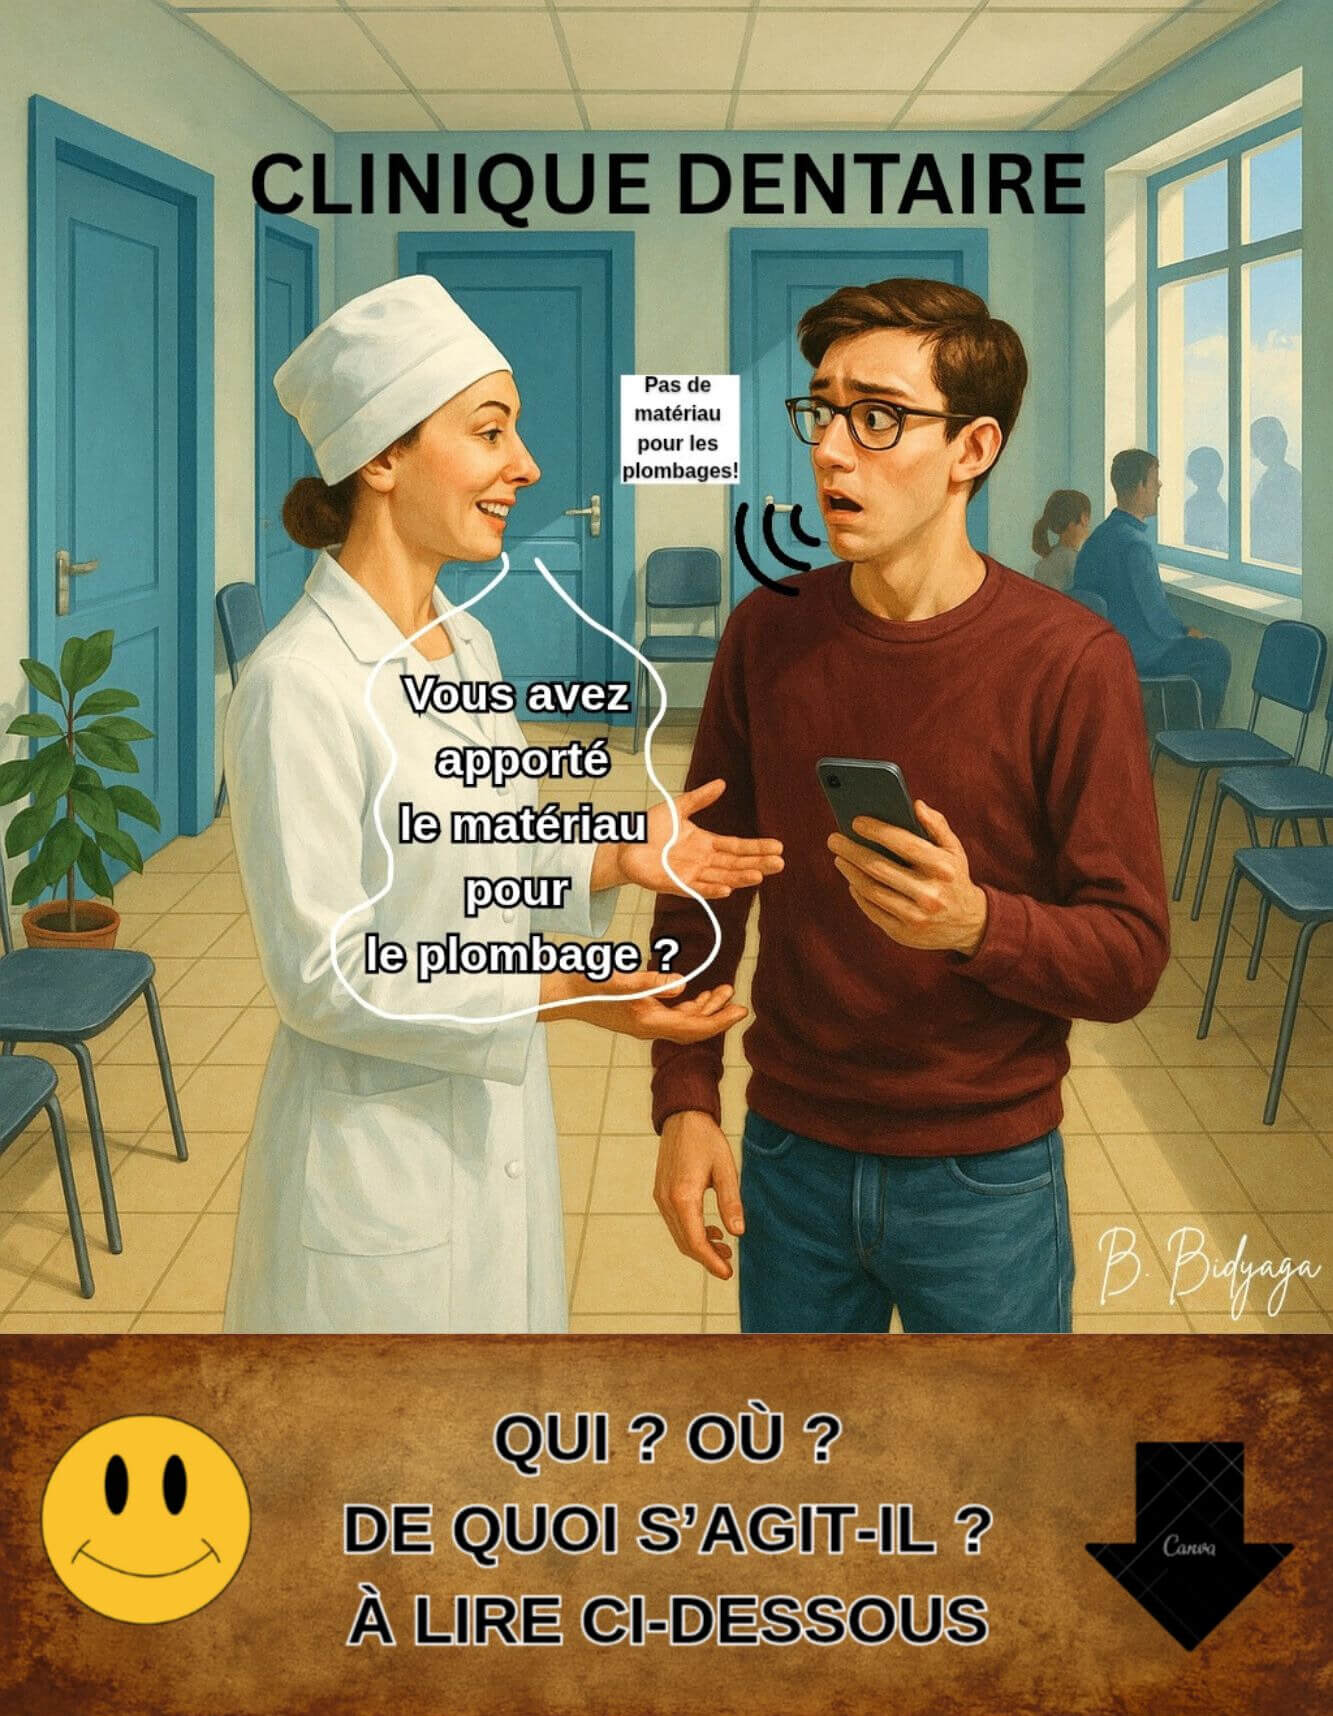 CLINIQUE DENTAIRE
Pas de
matériau
pour les
plombages!
Vous avez
apporté
le matériau
pour
le plombage ?
B. Bidyaga
QUI ? OÙ ?
DE QUOI S’AGIT-IL ?
À LIRE CI-DESSOUS
Canva